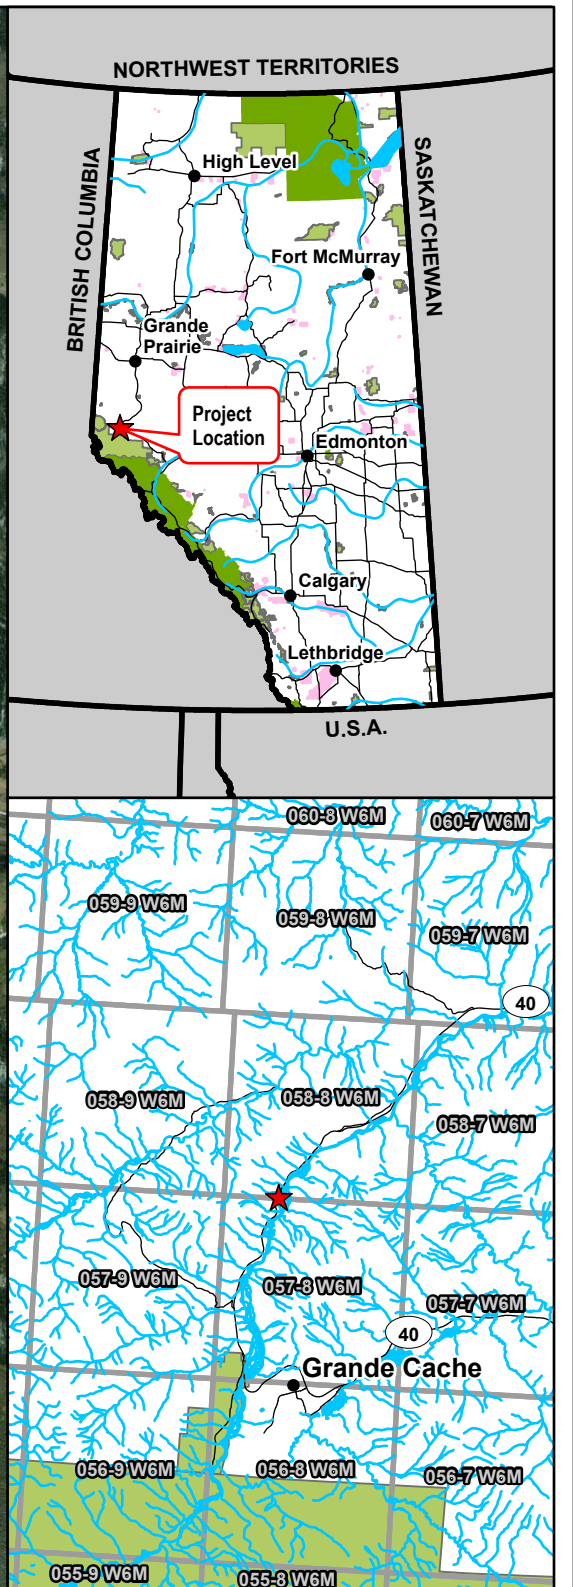 NORTHWEST TERRITORIES
BRITISH COLUMBIA
SASKATCHEWAN
High Level
Fort McMurray
Grande
Prairie
Project
Location
Edmonton
Calgary
Lethbridge
U.S.A.
060-8 W6M
060-7 W6M
059-9 W6M
059-8 W6M
059-7 W6M
40
058-9 W6M
058-8 W6M
058-7 W6M
057-9 W6M
057-8 W6M
057-7 W6M
40
Grande Cache
056-9 W6M
056-8 W6M
056-7 W6M
055-9 W6M
055-8 W6M